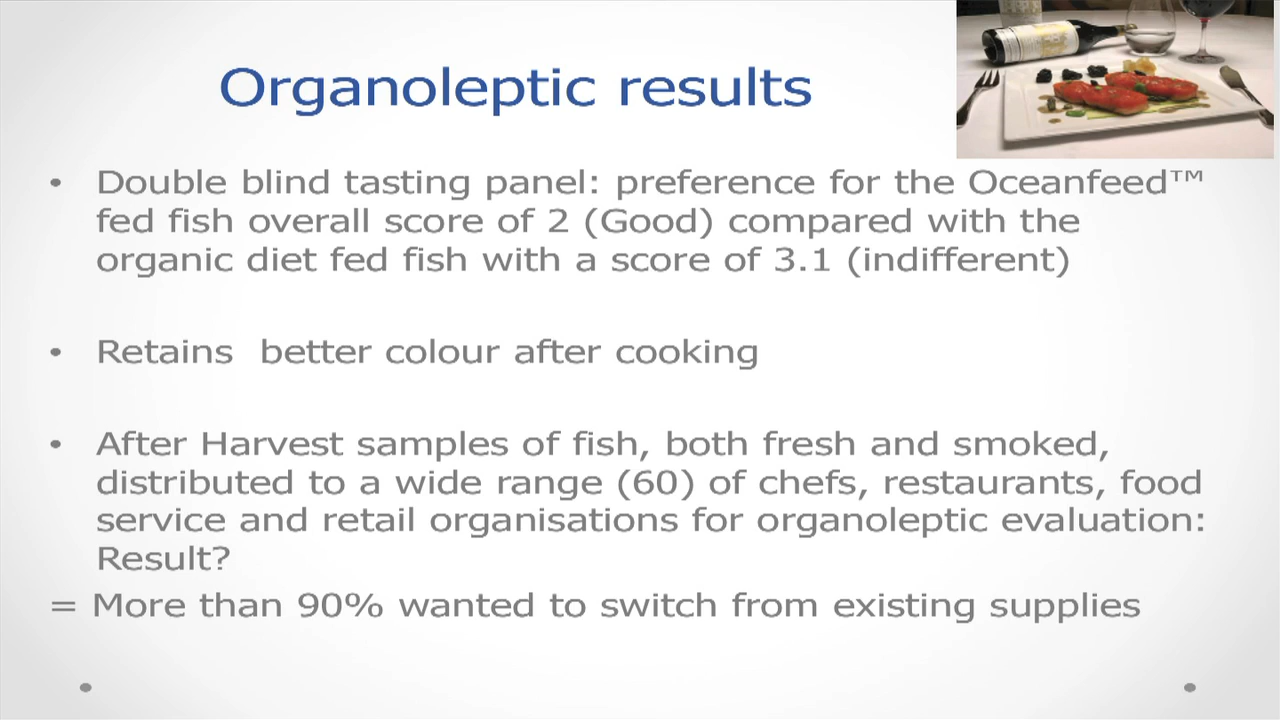 Organoleptic results
• Double blind tasting panel: preference for the Oceanfeed™
fed fish overall score of 2 (Good) compared with the
organic diet fed fish with a score of 3.1 (indifferent)
• Retains better colour after cooking
• After Harvest samples of fish, both fresh and smoked,
distributed to a wide range (60) of chefs, restaurants, food
service and retail organisations for organoleptic evaluation:
Result?
= More than 90% wanted to switch from existing supplies